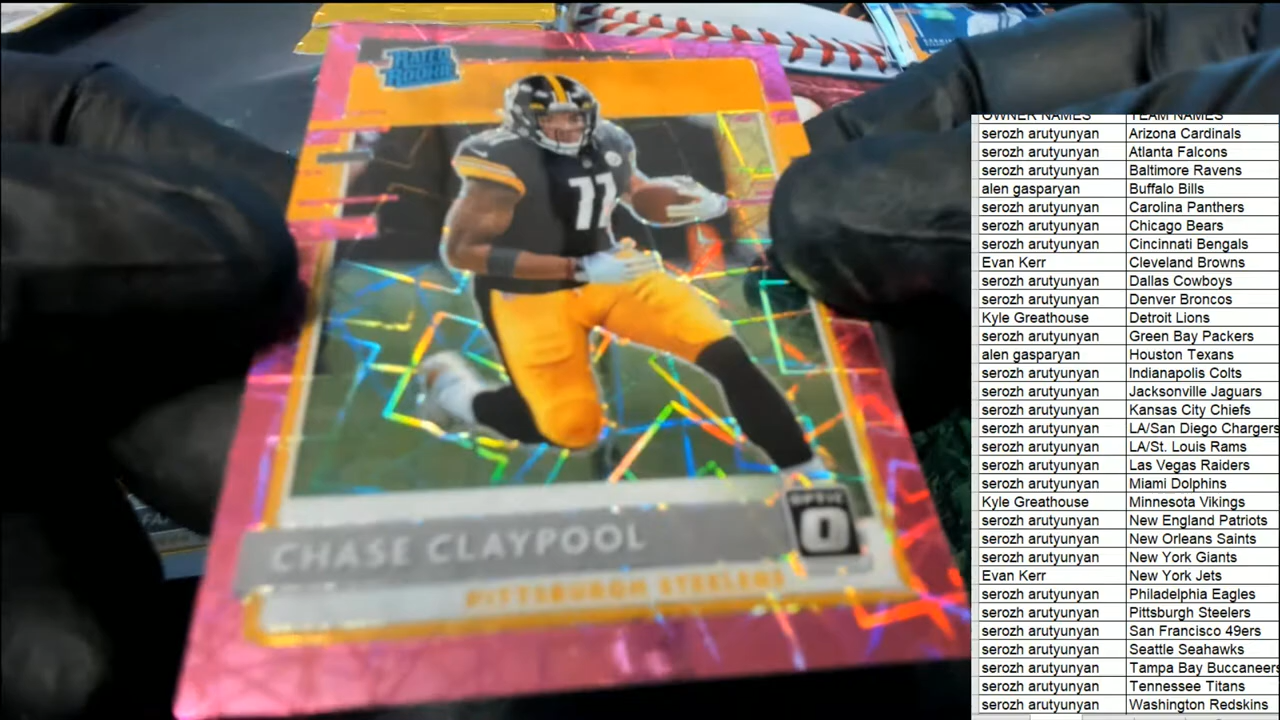 RATED
ROOKIE
11
OPTIC
O
CHASE CLAYPOOL
PITTSBURGH STEELERS
OWNER NAMES TEAM NAMES
serozh arutyunyan Arizona Cardinals
serozh arutyunyan Atlanta Falcons
serozh arutyunyan Baltimore Ravens
alen gasparyan Buffalo Bills
serozh arutyunyan Carolina Panthers
serozh arutyunyan Chicago Bears
serozh arutyunyan Cincinnati Bengals
Evan Kerr Cleveland Browns
serozh arutyunyan Dallas Cowboys
serozh arutyunyan Denver Broncos
Kyle Greathouse Detroit Lions
serozh arutyunyan Green Bay Packers
alen gasparyan Houston Texans
serozh arutyunyan Indianapolis Colts
serozh arutyunyan Jacksonville Jaguars
serozh arutyunyan Kansas City Chiefs
serozh arutyunyan LA/San Diego Chargers
serozh arutyunyan LA/St. Louis Rams
serozh arutyunyan Las Vegas Raiders
serozh arutyunyan Miami Dolphins
Kyle Greathouse Minnesota Vikings
serozh arutyunyan New England Patriots
serozh arutyunyan New Orleans Saints
serozh arutyunyan New York Giants
Evan Kerr New York Jets
serozh arutyunyan Philadelphia Eagles
serozh arutyunyan Pittsburgh Steelers
serozh arutyunyan San Francisco 49ers
serozh arutyunyan Seattle Seahawks
serozh arutyunyan Tampa Bay Buccaneers
serozh arutyunyan Tennessee Titans
serozh arutyunyan Washington Redskins